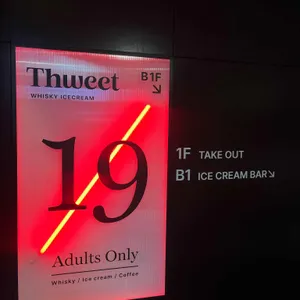 Thweet
WHISKY ICECREAM
B1F
↘
19
Adults Only
Whisky / Ice cream / Coffee
1F TAKE OUT
B1 ICE CREAM BAR↘